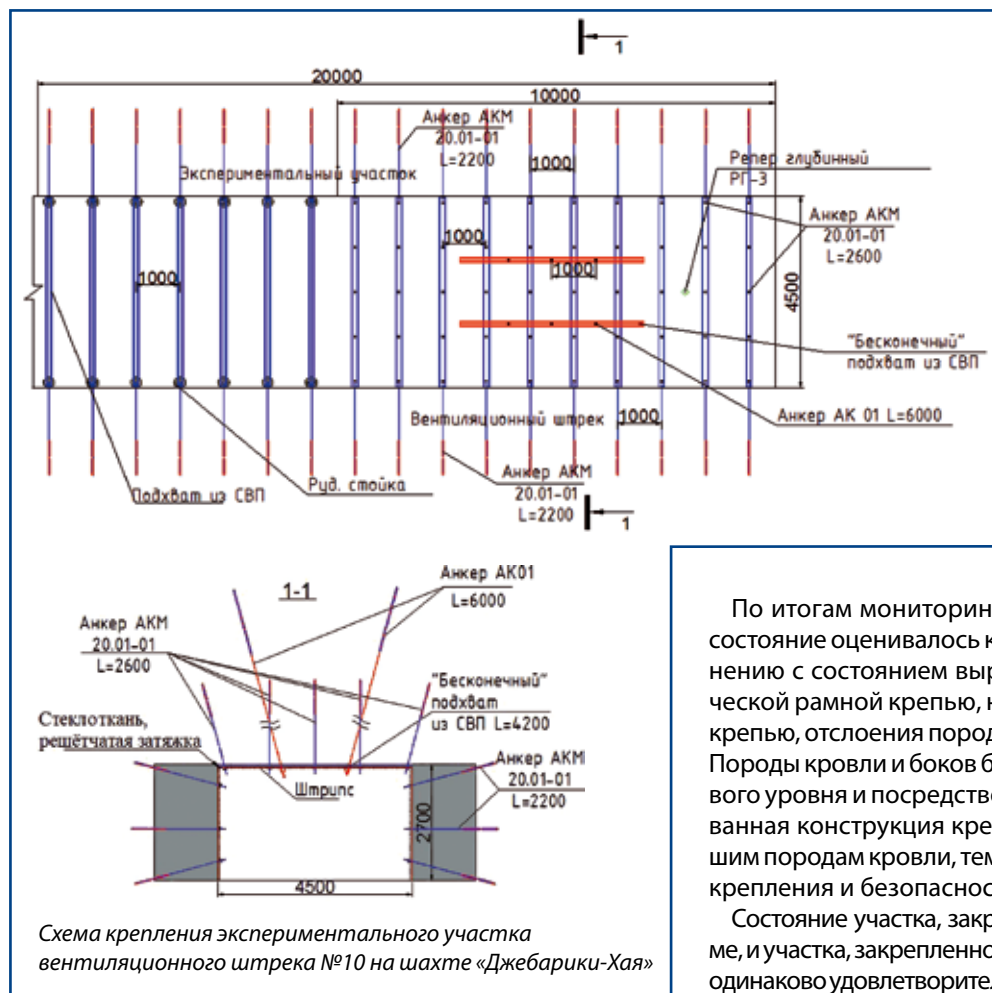 1
20000
10000
Анкер АКМ
20.01-01
L=2200
Экспериментальный участок
1000
Репер глубинный
РГ-3
Анкер АКМ
20.01-01
L=2600
1000
1000
1000
4500
"Бесконечный"
подхват из СВП
Анкер АК 01 L=6000
Вентиляционный штрек
1000
Подхват из СВП
Руд. стойка
Анкер АКМ
20.01-01
L=2200
1
1-1
Анкер АК01
L=6000
Анкер АКМ
20.01-01
L=2600
"Бесконечный"
подхват
из СВП L=4200
Стеклоткань,
решётчатая затяжка
Штрипс
Анкер АКМ
20.01-01
L=2200
2700
4500
Схема крепления экспериментального участка
вентиляционного штрека №10 на шахте «Джебарики-Хая»
По итогам мониторин
состояние оценивалось к
нению с состоянием выр
ческой рамной крепью, н
крепью, отслоения пород
Породы кровли и боков б
вого уровня и посредстве
ванная конструкция кре
шим породам кровли, тем
крепления и безопаснос
Состояние участка, закр
ме, и участка, закрепленно
одинаково удовлетворител